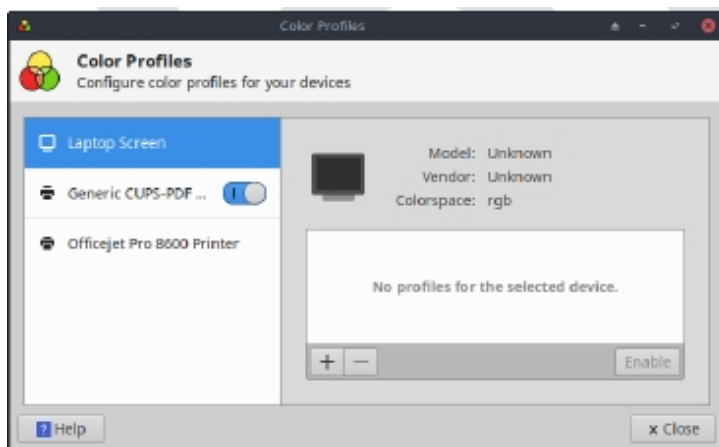 Color Profiles
Color Profiles
Configure color profiles for your devices
Laptop Screen
Generic CUPS-PDF ...
Officejet Pro 8600 Printer
Model: Unknown
Vendor: Unknown
Colorspace: rgb
No profiles for the selected device.
Enable
Help
Close